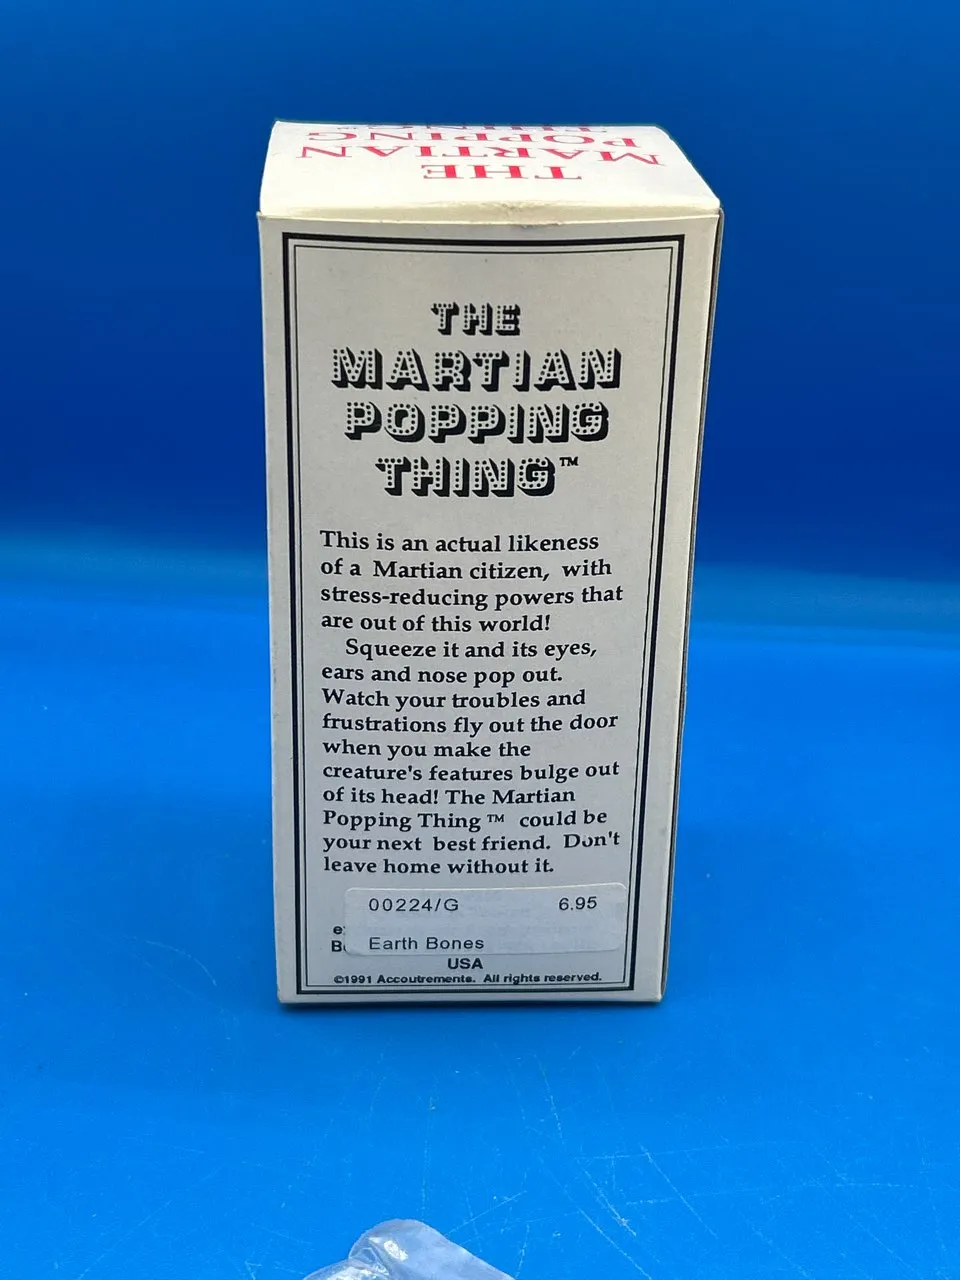 THE
MARTIAN
POPPING
THING™
THE
MARTIAN
POPPING
THING™
This is an actual likeness
of a Martian citizen, with
stress-reducing powers that
are out of this world!
Squeeze it and its eyes,
ears and nose pop out.
Watch your troubles and
frustrations fly out the door
when you make the
creature's features bulge out
of its head! The Martian
Popping Thing™ could be
your next best friend. Don't
leave home without it.
00224/G 6.95
Earth Bones
USA
©1991 Accoutrements. All rights reserved.